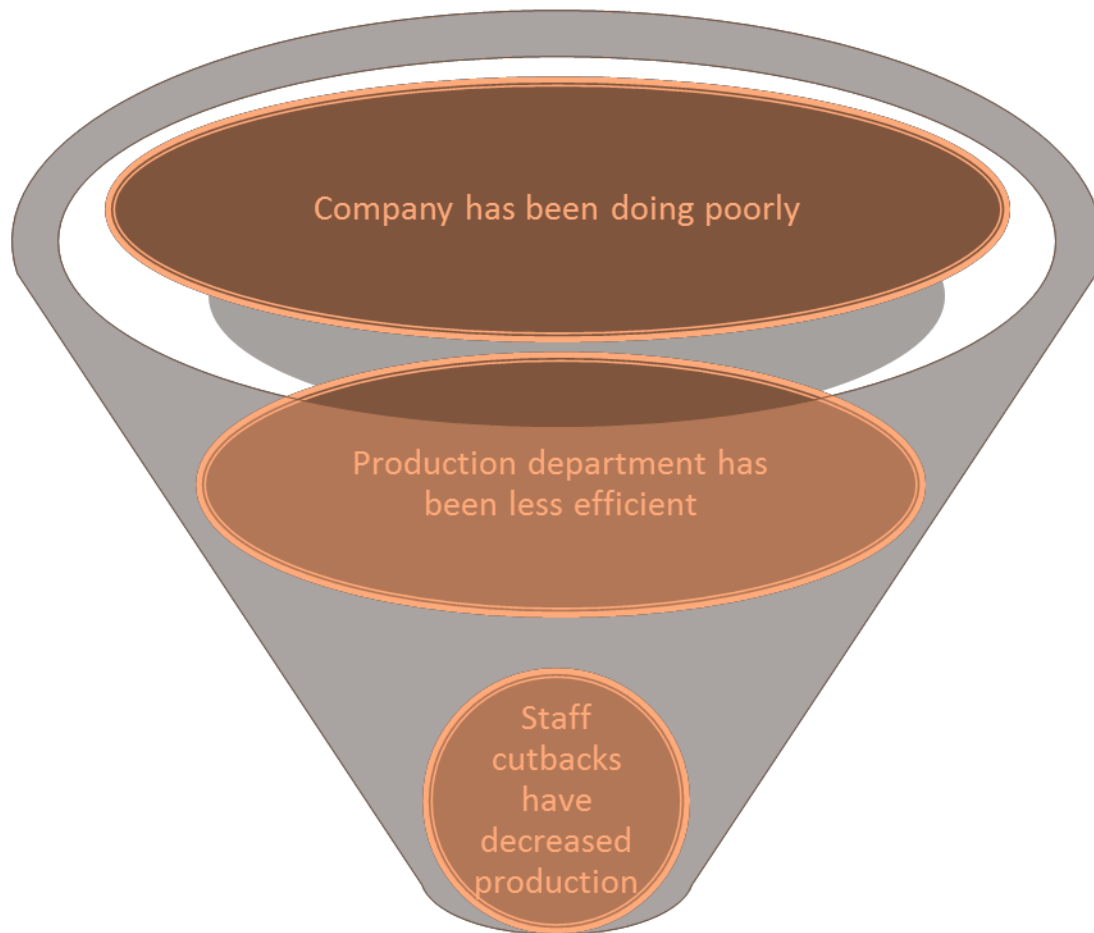 Company has been doing poorly
Production department has
been less efficient
Staff
cutbacks
have
decreased
production